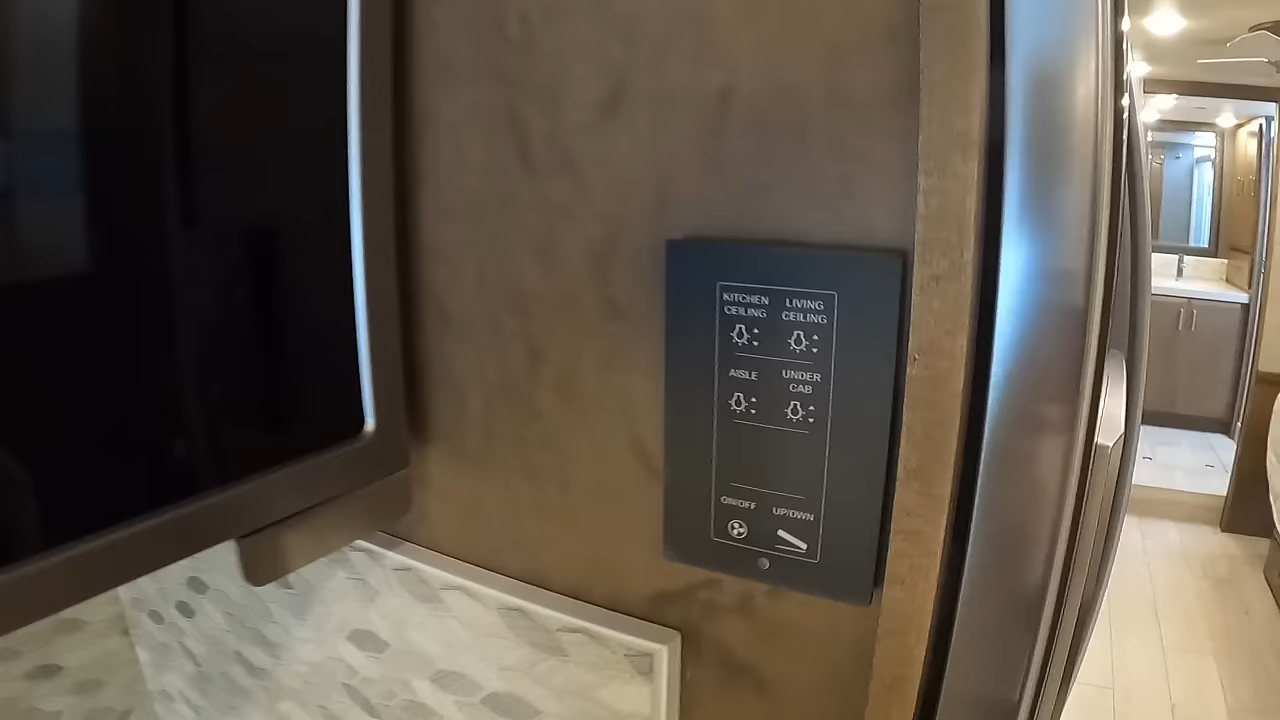 KITCHEN
CEILING
LIVING
CEILING
AISLE
UNDER
CAB
ON/OFF
UP/DWN